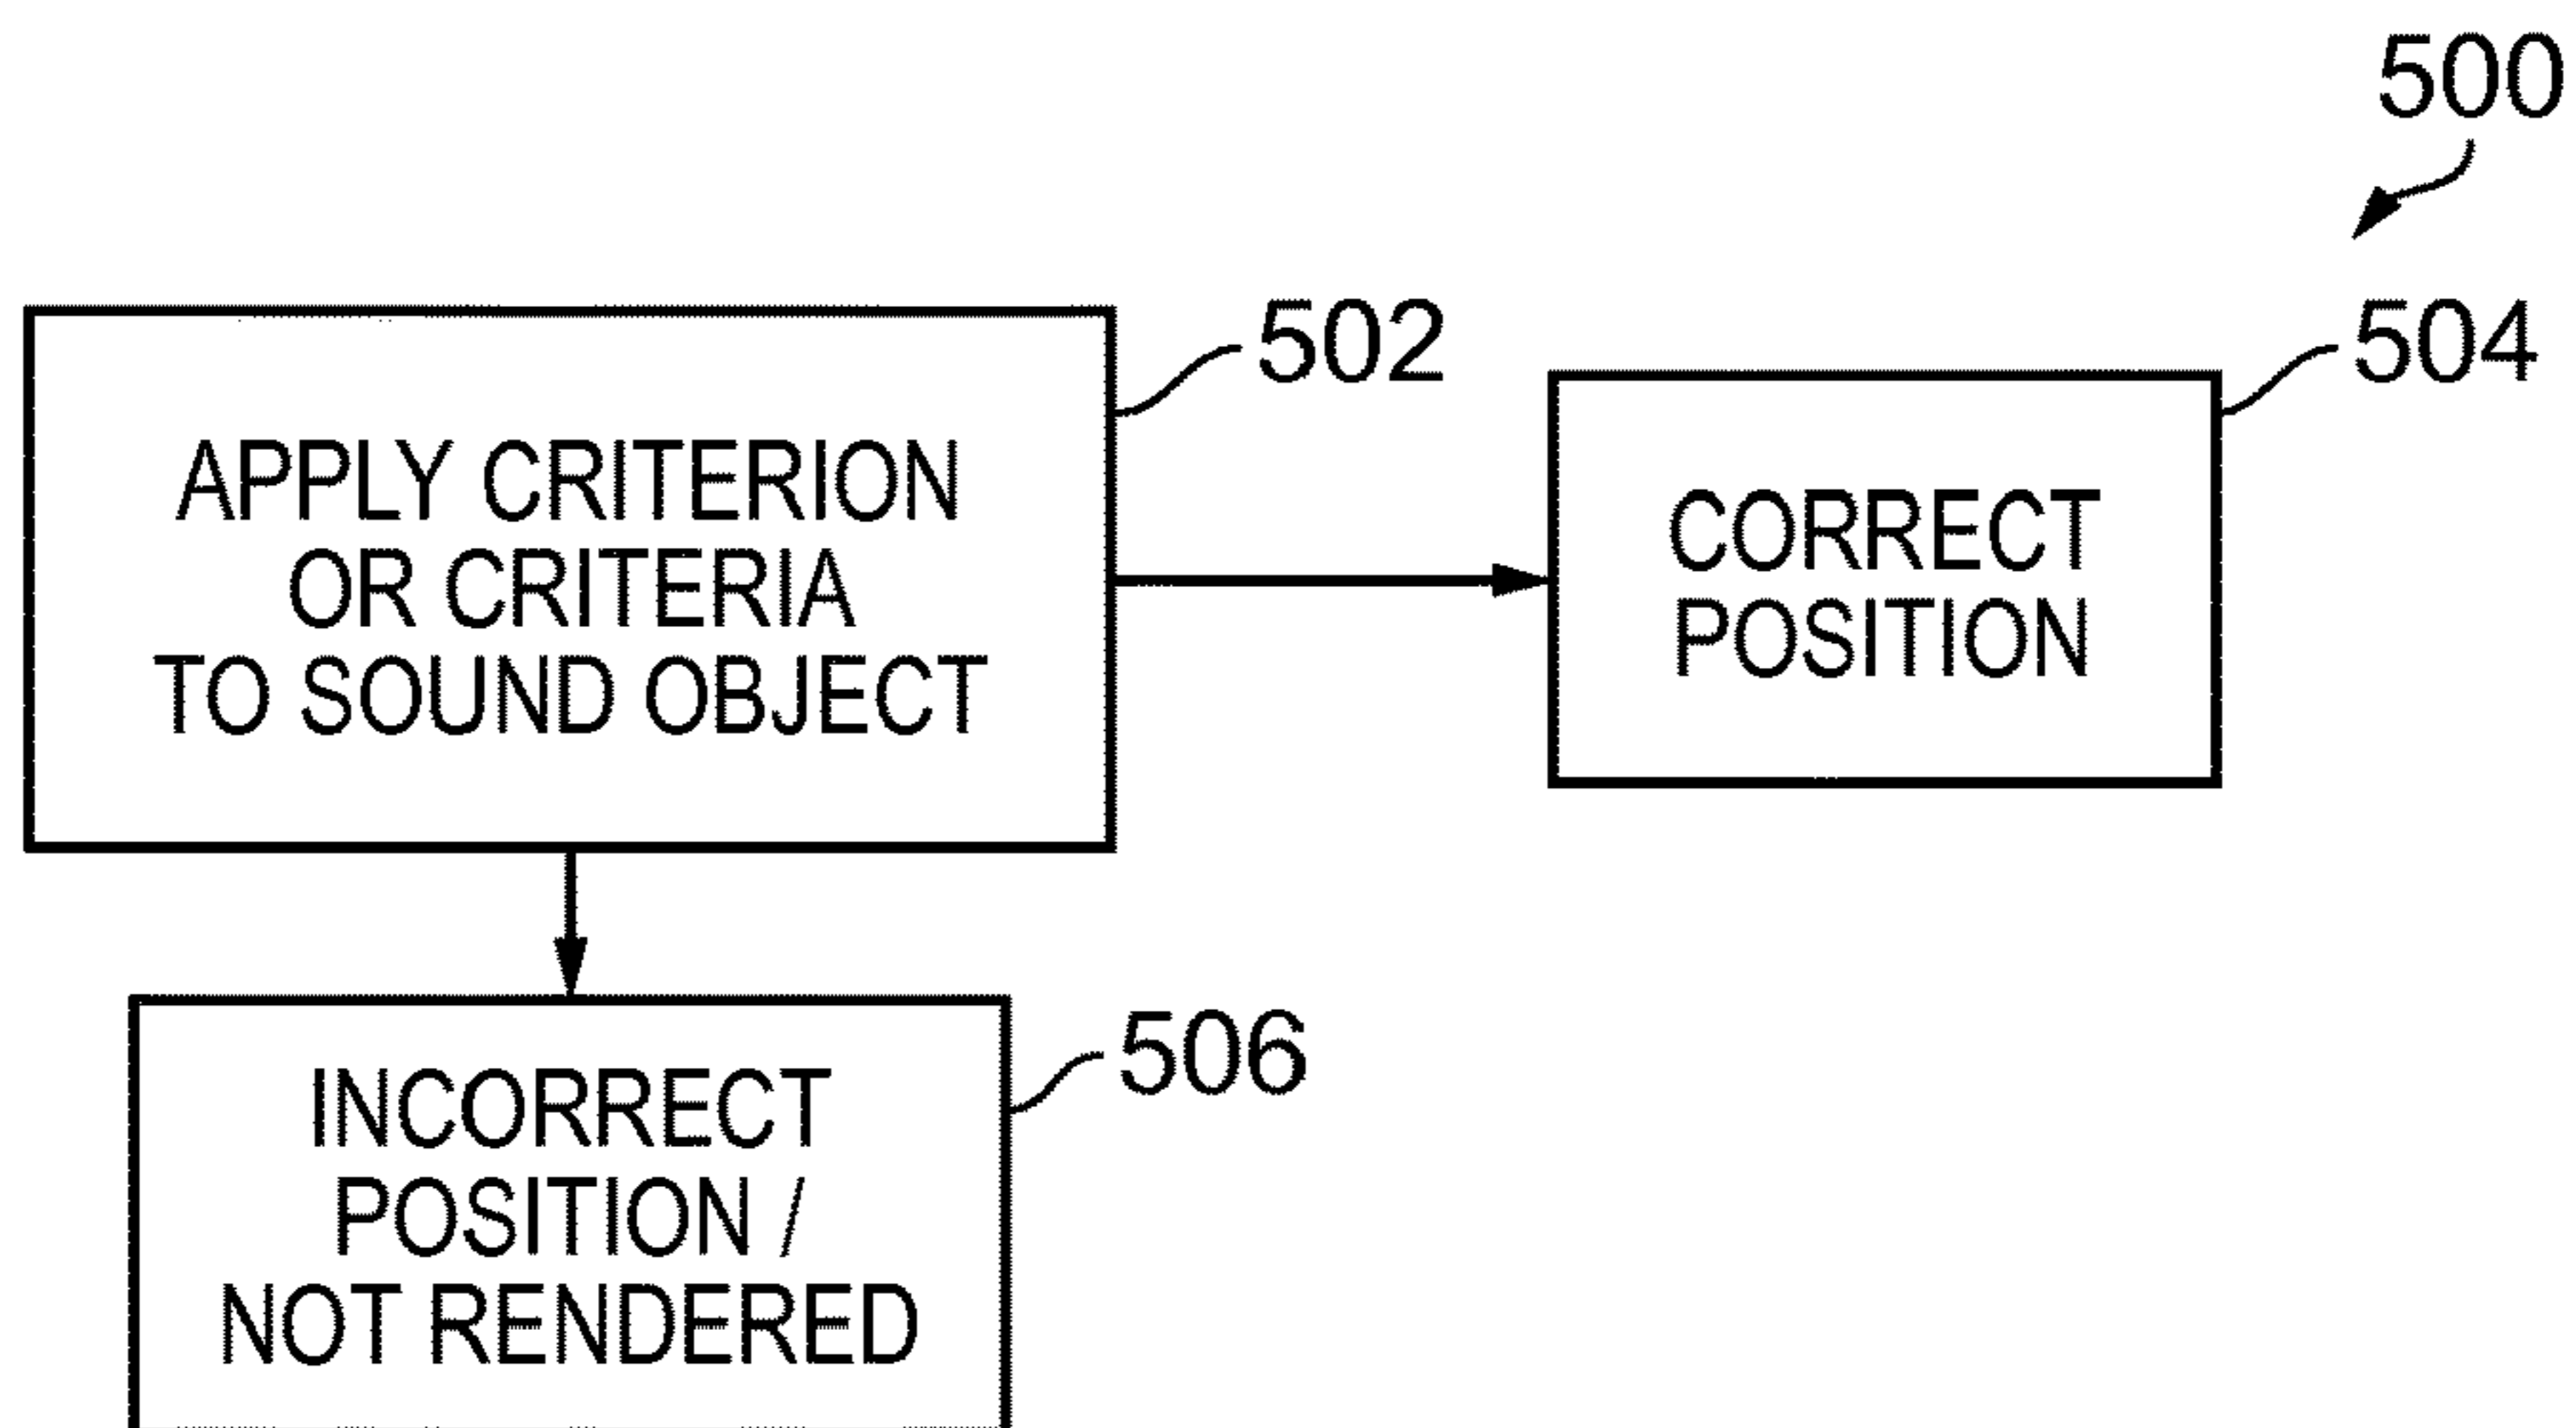 500
502
504
APPLY CRITERION
OR CRITERIA
TO SOUND OBJECT
CORRECT
POSITION
506
INCORRECT
POSITION /
NOT RENDERED